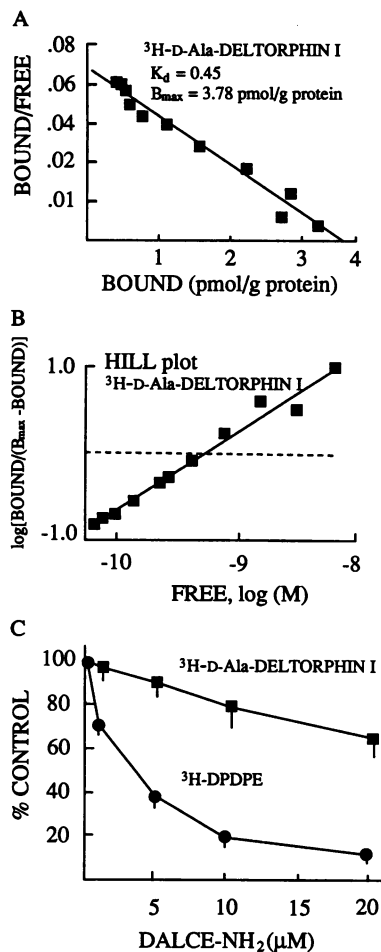 A
.08
.06
.04
.02
.01
BOUND/FREE
³H-D-Ala-DELTORPHIN I
K_d = 0.45
B_max = 3.78 pmol/g protein
1 2 3 4
BOUND (pmol/g protein)
B
1.0
-1.0
log[BOUND/(B_max -BOUND)]
HILL plot
³H-D-Ala-DELTORPHIN I
-10 -9 -8
FREE, log (M)
C
100
80
60
40
20
% CONTROL
³H-D-Ala-DELTORPHIN I
³H-DPDPE
5 10 15 20
DALCE-NH₂(μM)